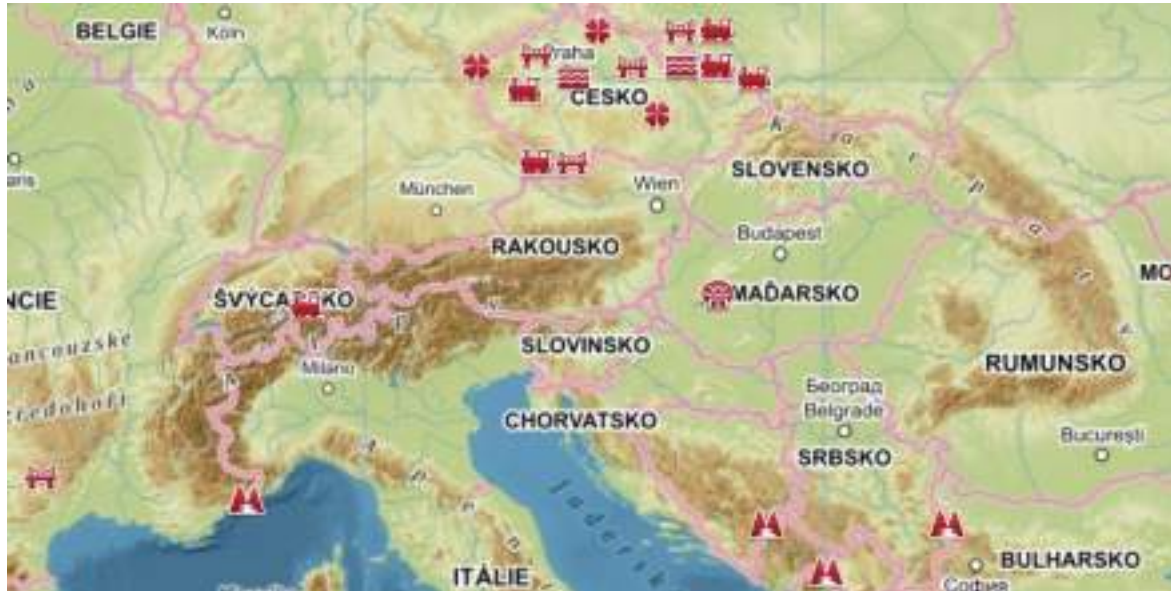 BELGIE
Köln
Praha
ČESKO
SLOVENSKO
München
Wien
Budapest
RAKOUSKO
MAĎARSKO
ŠVÝCARSKO
SLOVINSKO
Milano
RUMUNSKO
Београд
Belgrade
CHORVATSKO
SRBSKO
București
BULHARSKO
София
ITÁLIE